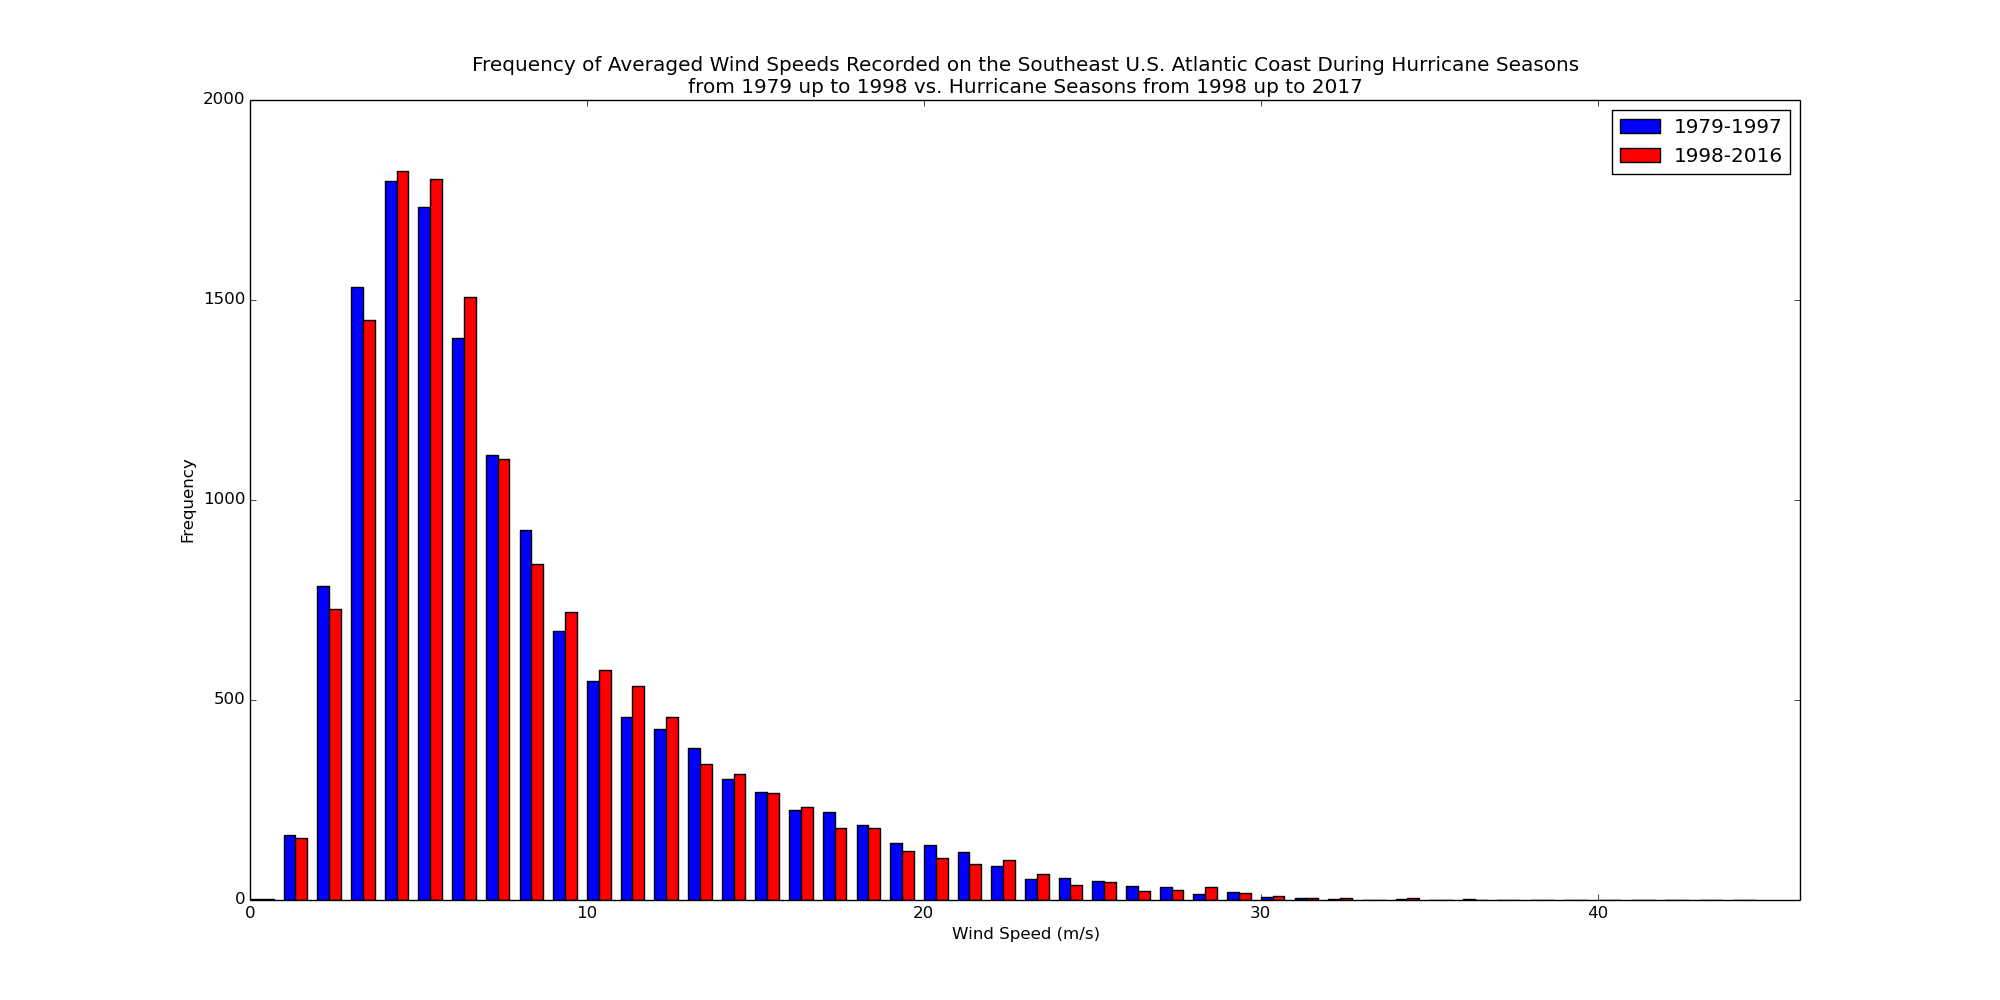 Frequency of Averaged Wind Speeds Recorded on the Southeast U.S. Atlantic Coast During Hurricane Seasons
from 1979 up to 1998 vs. Hurricane Seasons from 1998 up to 2017
1979-1997
1998-2016
2000
1500
1000
500
0
Frequency
0 10 20 30 40
Wind Speed (m/s)